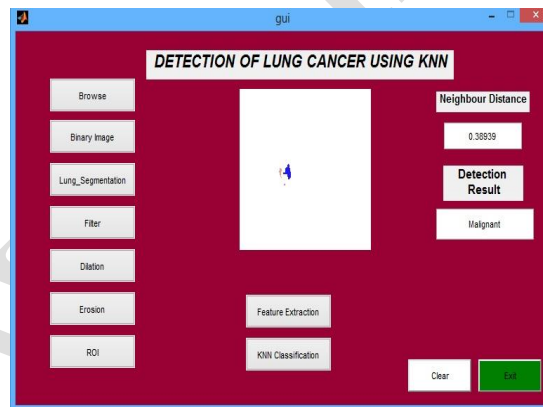 gui
DETECTION OF LUNG CANCER USING KNN
Browse
Binary Image
Lung_Segmentation
Filter
Dilation
Erosion
ROI
Feature Extraction
KNN Classification
Neighbour Distance
0.38939
Detection
Result
Malignant
Clear
Exit